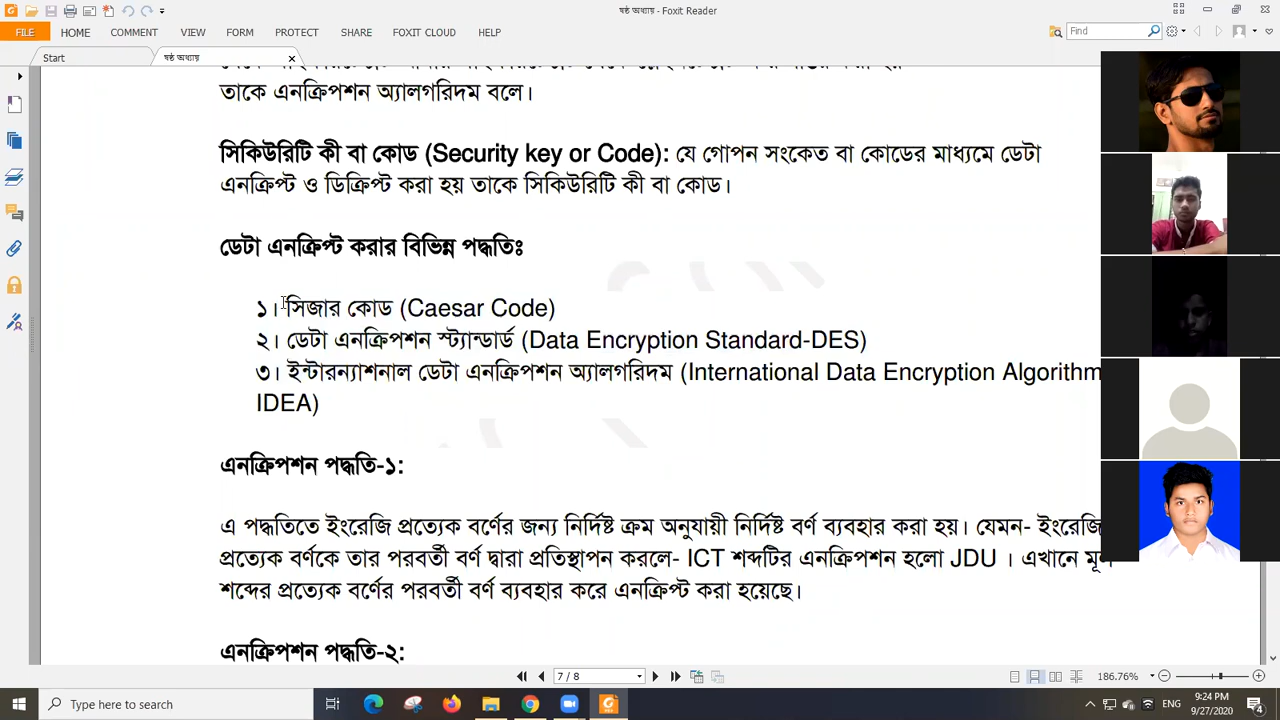 ষষ্ঠ অধ্যায় - Foxit Reader
FILE HOME COMMENT VIEW FORM PROTECT SHARE FOXIT CLOUD HELP Find
Start ষষ্ঠ অধ্যায়
তাকে এনক্রিপশন অ্যালগরিদম বলে।
সিকিউরিটি কী বা কোড (Security key or Code): যে গোপন সংকেত বা কোডের মাধ্যমে ডেটা
এনক্রিপ্ট ও ডিক্রিপ্ট করা হয় তাকে সিকিউরিটি কী বা কোড।
ডেটা এনক্রিপ্ট করার বিভিন্ন পদ্ধতিঃ
১। সিজার কোড (Caesar Code)
২। ডেটা এনক্রিপশন স্ট্যান্ডার্ড (Data Encryption Standard-DES)
৩। ইন্টারন্যাশনাল ডেটা এনক্রিপশন অ্যালগরিদম (International Data Encryption Algorithm
IDEA)
এনক্রিপশন পদ্ধতি-১:
এ পদ্ধতিতে ইংরেজি প্রত্যেক বর্ণের জন্য নির্দিষ্ট ক্রম অনুযায়ী নির্দিষ্ট বর্ণ ব্যবহার করা হয়। যেমন- ইংরেজি
প্রত্যেক বর্ণকে তার পরবর্তী বর্ণ দ্বারা প্রতিস্থাপন করলে- ICT শব্দটির এনক্রিপশন হলো JDU । এখানে মূল
শব্দের প্রত্যেক বর্ণের পরবর্তী বর্ণ ব্যবহার করে এনক্রিপ্ট করা হয়েছে।
এনক্রিপশন পদ্ধতি-২:
7 / 8 186.76%
Type here to search ENG 9:24 PM
9/27/2020 4